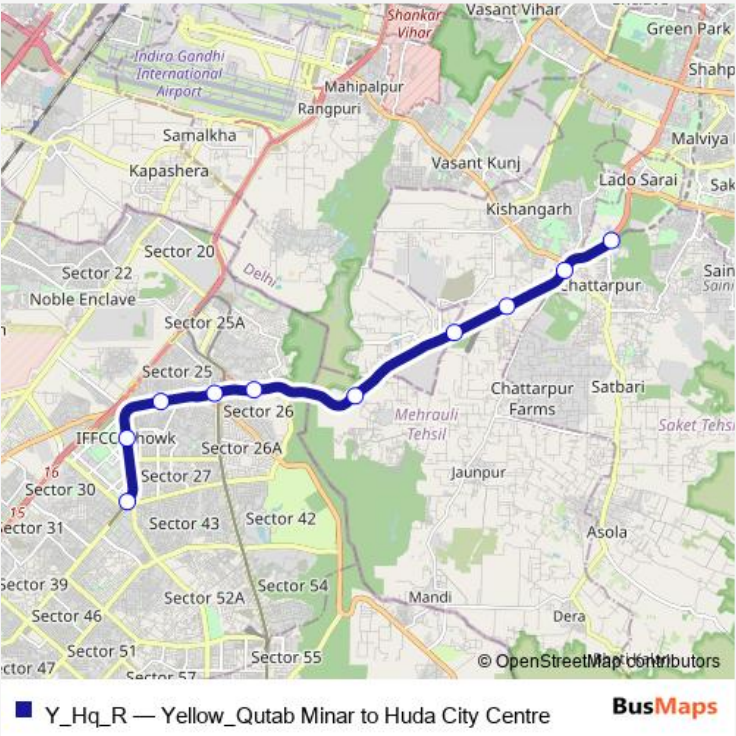 Shankar
Vihar
Vasant Vihar
Green Park
Indira Gandhi
International
Airport
Shahp
Mahipalpur
Rangpuri
Samalkha
Malviya
Vasant Kunj
Kapashera
Lado Sarai
Sak
Kishangarh
Sector 20
Sector 22
Delhi
Sain
Saini
Chattarpur
Noble Enclave
Sector 25A
Sector 25
Chattarpur
Farms
Satbari
Sector 26
Mehrauli
Tehsil
Saket Tehsi
IFFCO Chowk
Sector 26A
16
Sector 27
Jaunpur
Sector 30
15
Sector 31
Sector 43
Sector 42
Asola
Sector 39
Sector 54
Sector 52A
Mandi
Sector 46
Dera
Sector 51
Sector 55
ector 47
Sector 57
© OpenStreetMap contributors
Y_Hq_R — Yellow_Qutab Minar to Huda City Centre
BusMaps